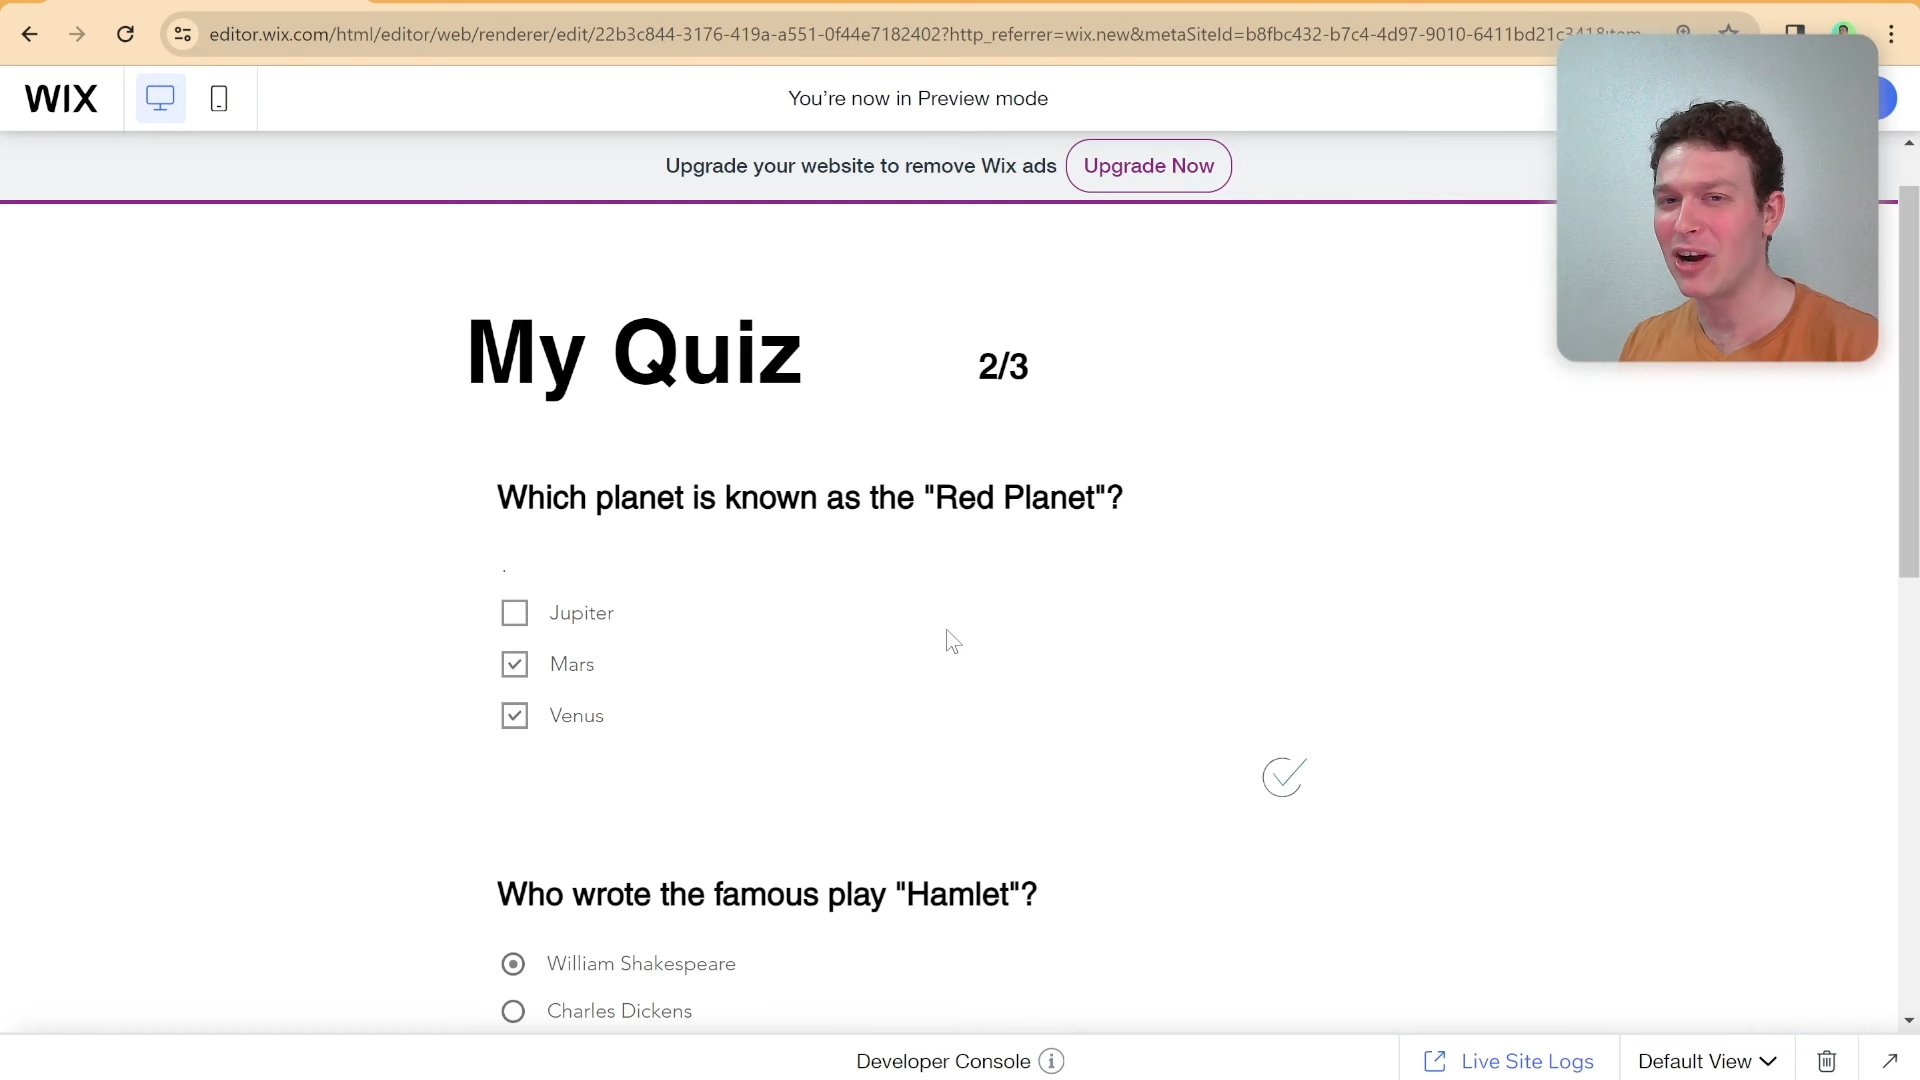 editor.wix.com/html/editor/web/renderer/edit/22b3c844-3176-419a-a551-0f44e7182402?http_referrer=wix.new&metaSiteId=b8fbc432-b7c4-4d97-9010-6411bd21c
WIX
You're now in Preview mode
Upgrade your website to remove Wix ads
Upgrade Now
My Quiz
2/3
Which planet is known as the "Red Planet"?
.
Jupiter
Mars
Venus
Who wrote the famous play "Hamlet"?
William Shakespeare
Charles Dickens
Developer Console
Live Site Logs
Default View